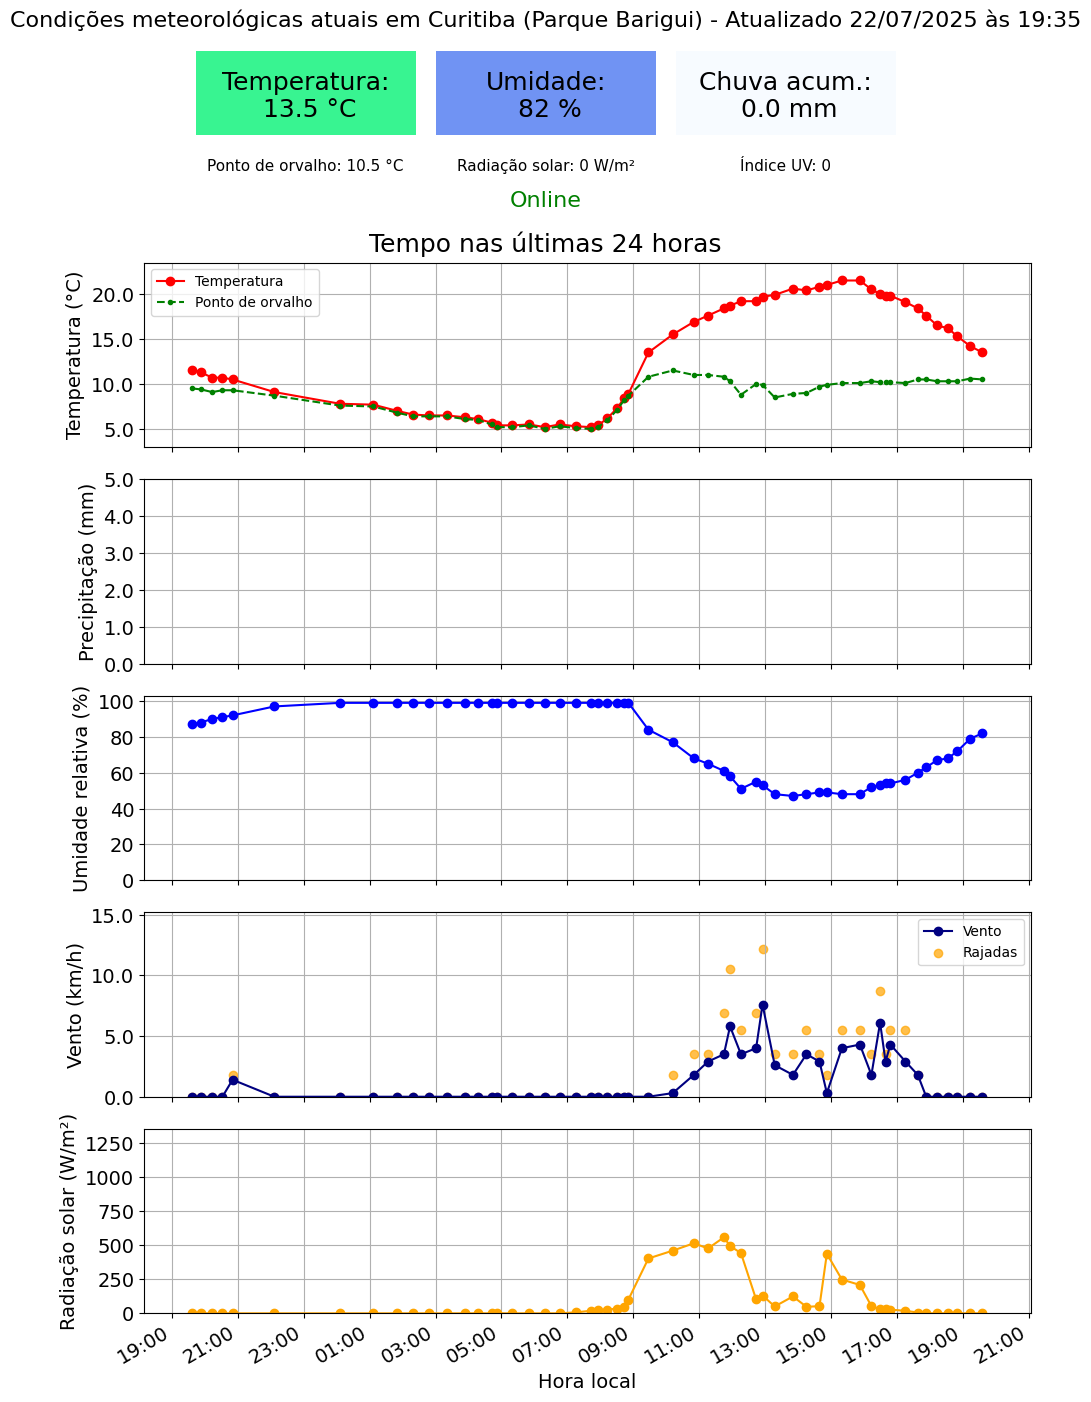 Condições meteorológicas atuais em Curitiba (Parque Barigui) - Atualizado 22/07/2025 às 19:35
Temperatura:
13.5 °C
Umidade:
82 %
Chuva acum.:
0.0 mm
Ponto de orvalho: 10.5 °C
Radiação solar: 0 W/m²
Índice UV: 0
Online
Tempo nas últimas 24 horas
Temperatura (°C)
20.0
15.0
10.0
5.0
Temperatura
Ponto de orvalho
Precipitação (mm)
5.0
4.0
3.0
2.0
1.0
0.0
Umidade relativa (%)
100
80
60
40
20
0
Vento (km/h)
15.0
10.0
5.0
0.0
Vento
Rajadas
Radiação solar (W/m²)
1250
1000
750
500
250
0
19:00
21:00
23:00
01:00
03:00
05:00
07:00
09:00
11:00
13:00
15:00
17:00
19:00
21:00
Hora local